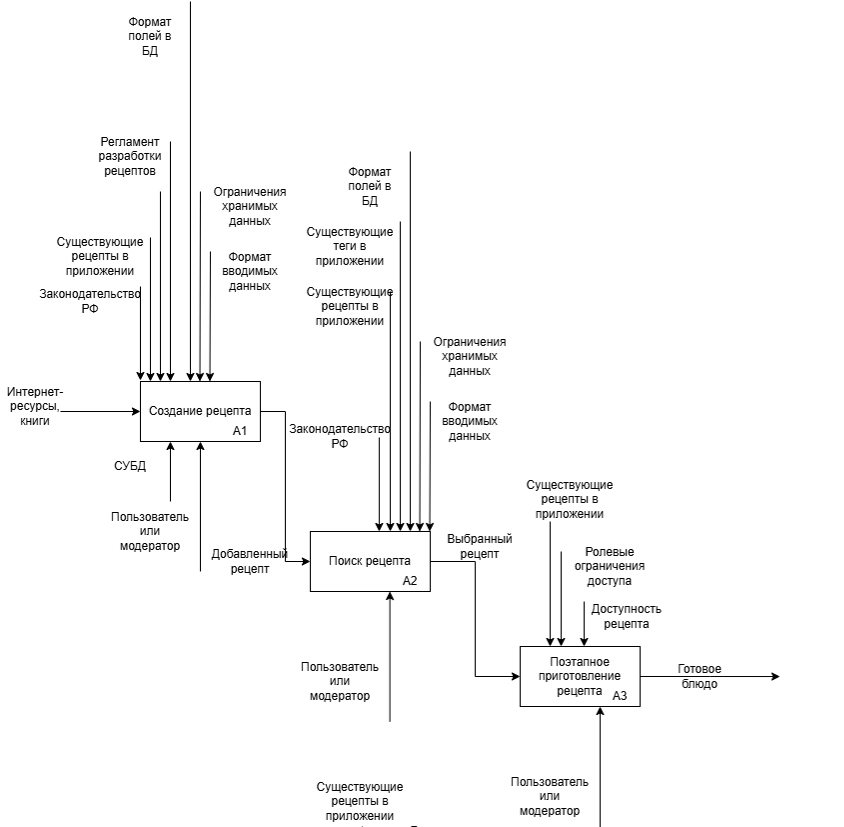 Формат
полей в
БД
Регламент
разработки
рецептов
Ограничения
хранимых
данных
Существующие
рецепты в
приложении
Формат
вводимых
данных
Законодательство
РФ
Интернет-
ресурсы,
книги
Создание рецепта
A1
СУБД
Пользователь
или
модератор
Добавленный
рецепт
Формат
полей в
БД
Существующие
теги в
приложении
Существующие
рецепты в
приложении
Ограничения
хранимых
данных
Формат
вводимых
данных
Законодательство
РФ
Поиск рецепта
A2
Выбранный
рецепт
Пользователь
или
модератор
Существующие
рецепты в
приложении
Ролевые
ограничения
доступа
Доступность
рецепта
Поэтапное
приготовление
рецепта
A3
Готовое
блюдо
Пользователь
или
модератор
Существующие
рецепты в
приложении